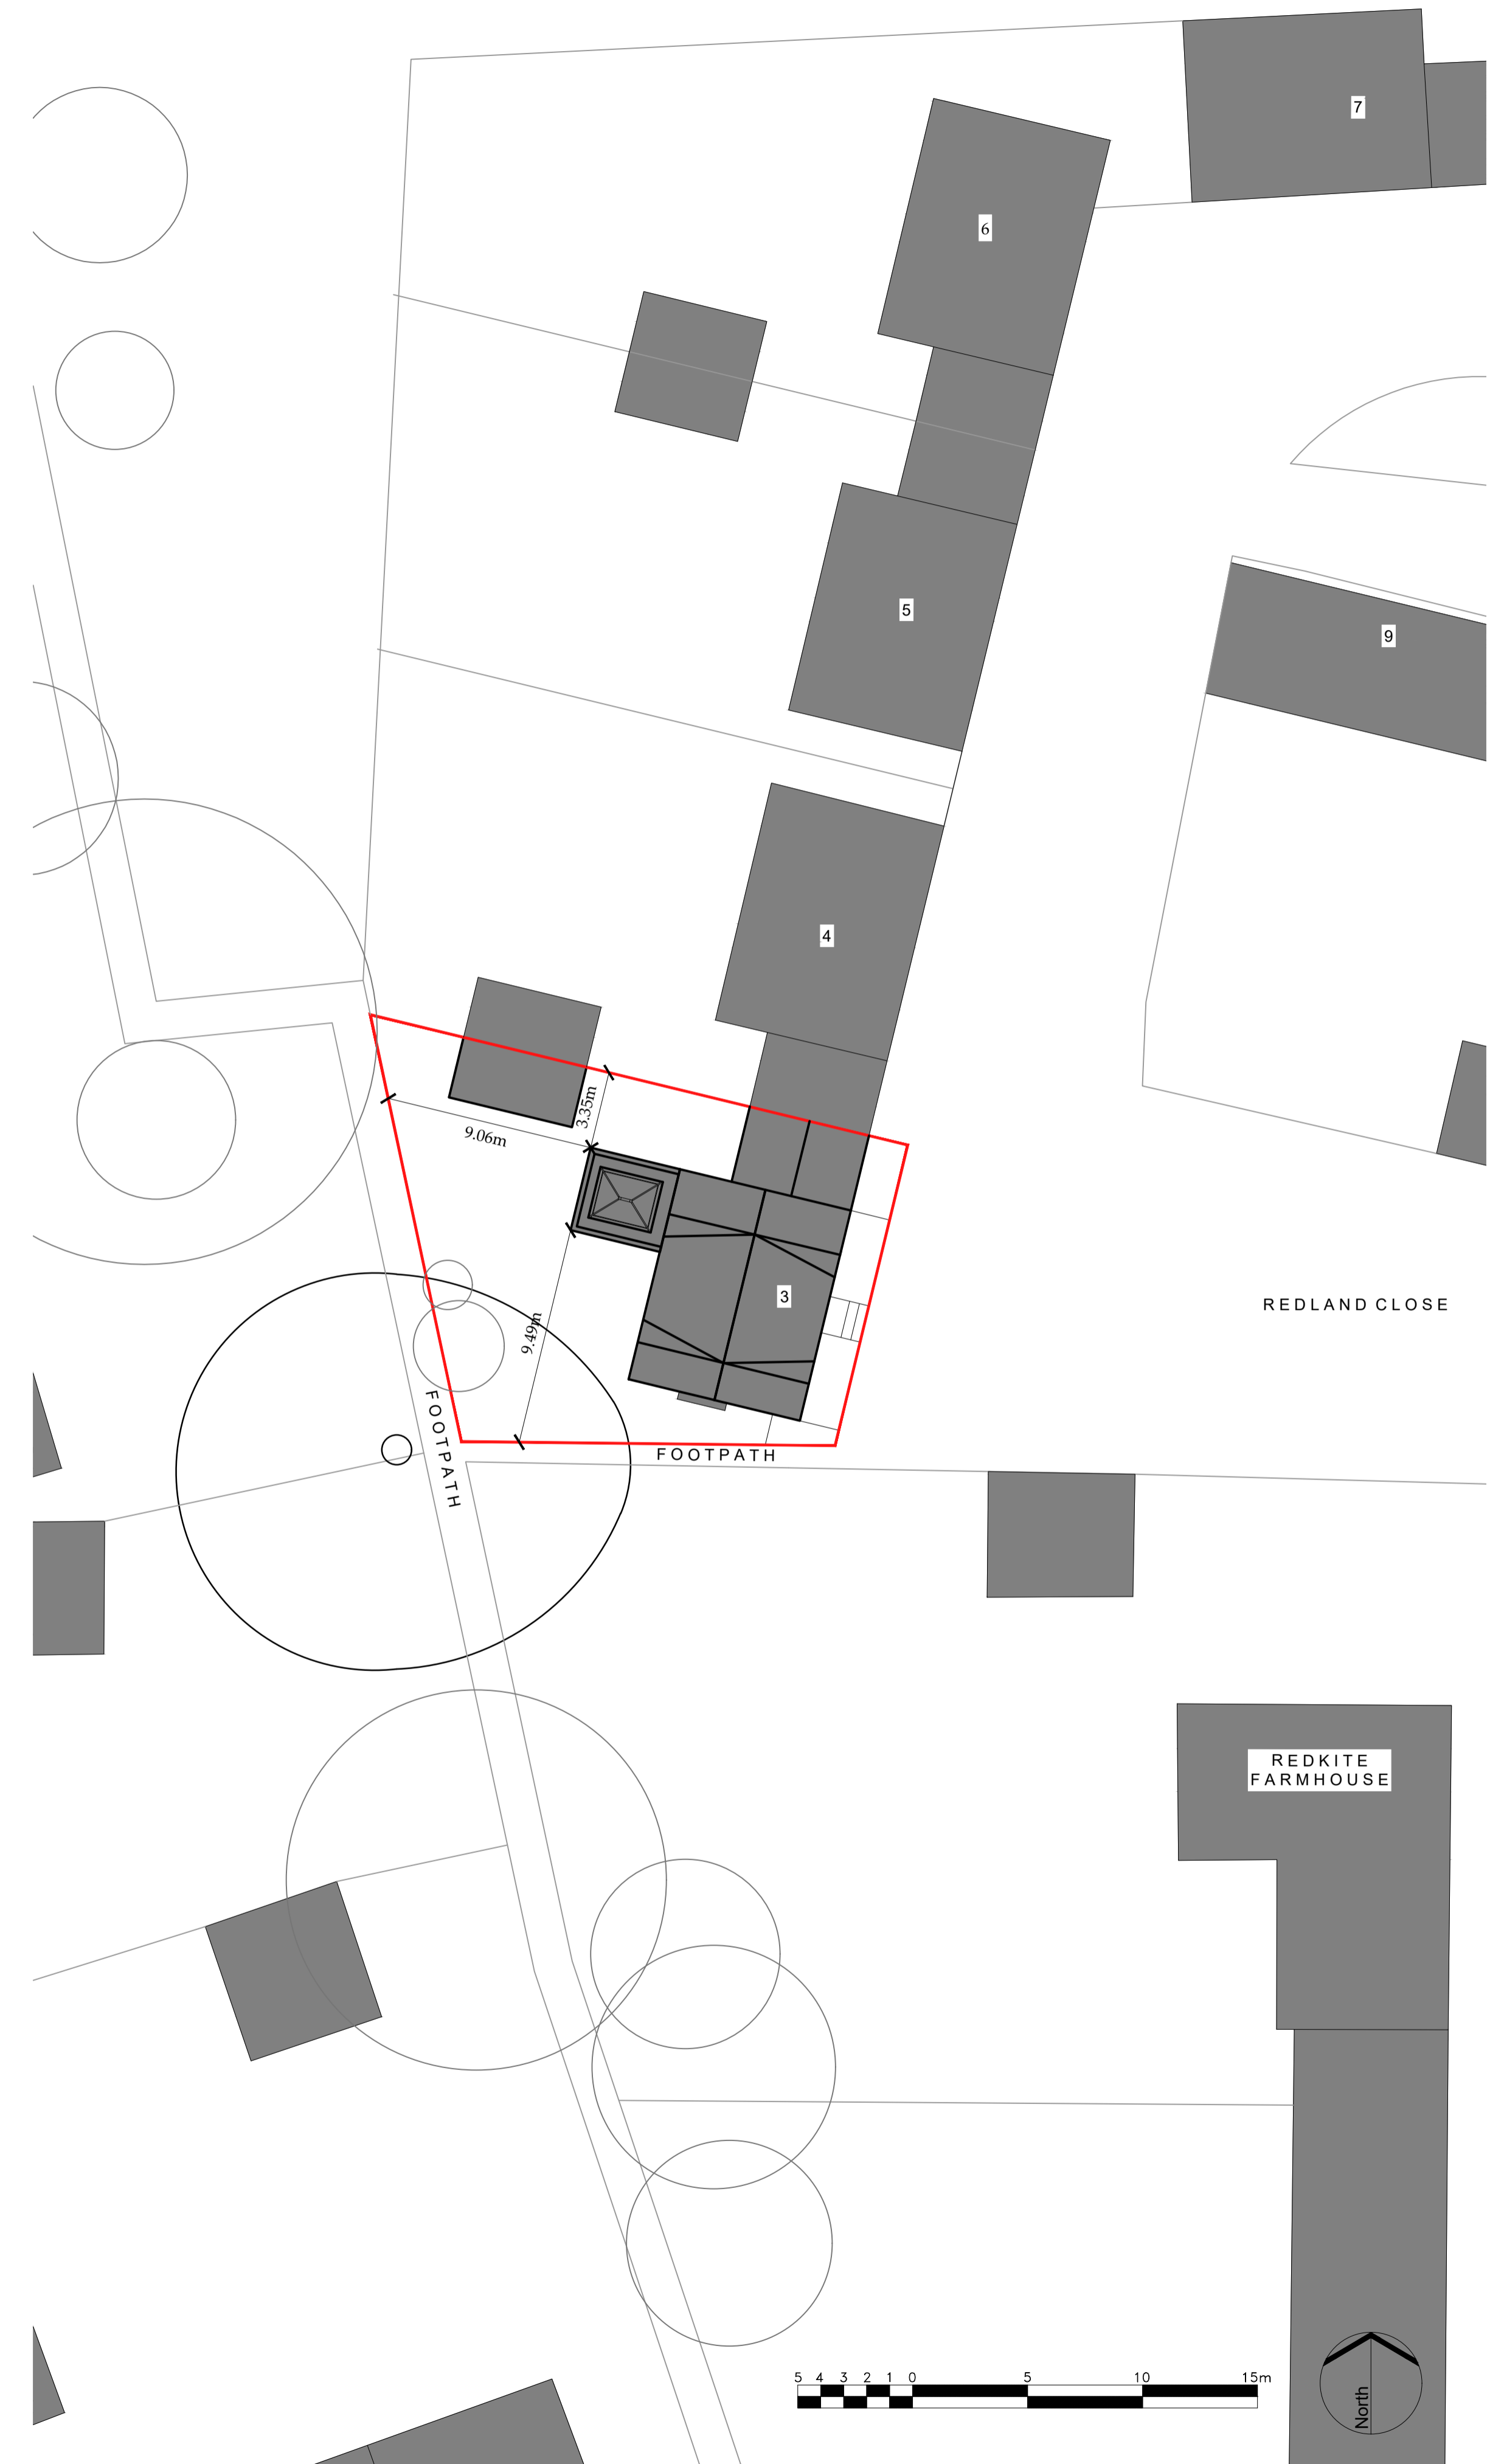 7
6
5
9
4
3.35m
9.06m
3
REDLAND CLOSE
9.49m
FOOTPATH
FOOTPATH
REDKITE
FARMHOUSE
5 4 3 2 1 0 5 10 15m
North